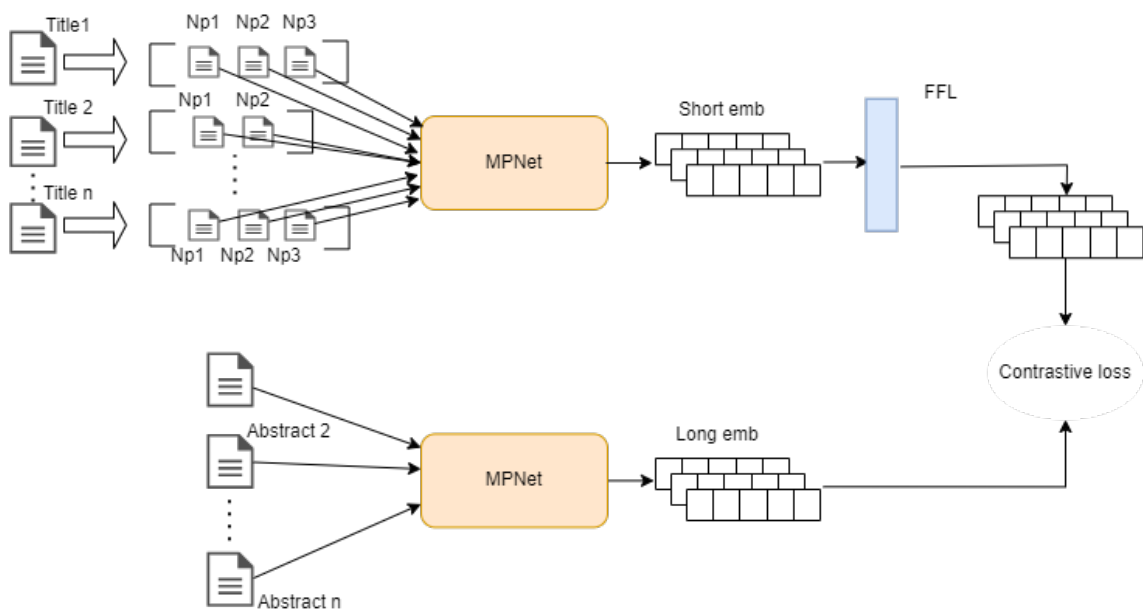 Title1
Np1 Np2 Np3
Title 2
Np1 Np2
Title n
Np1 Np2 Np3
MPNet
Short emb
FFL
Contrastive loss
Abstract 2
Abstract n
MPNet
Long emb